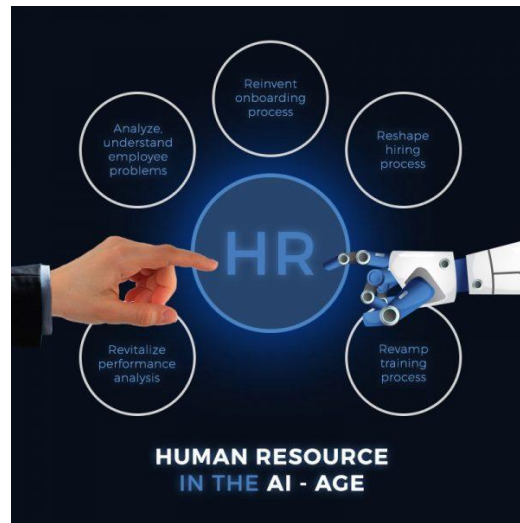 Reinvent
onboarding
process
Analyze,
understand
employee
problems
Reshape
hiring
process
HR
Revitalize
performance
analysis
Revamp
training
process
HUMAN RESOURCE
IN THE AI - AGE